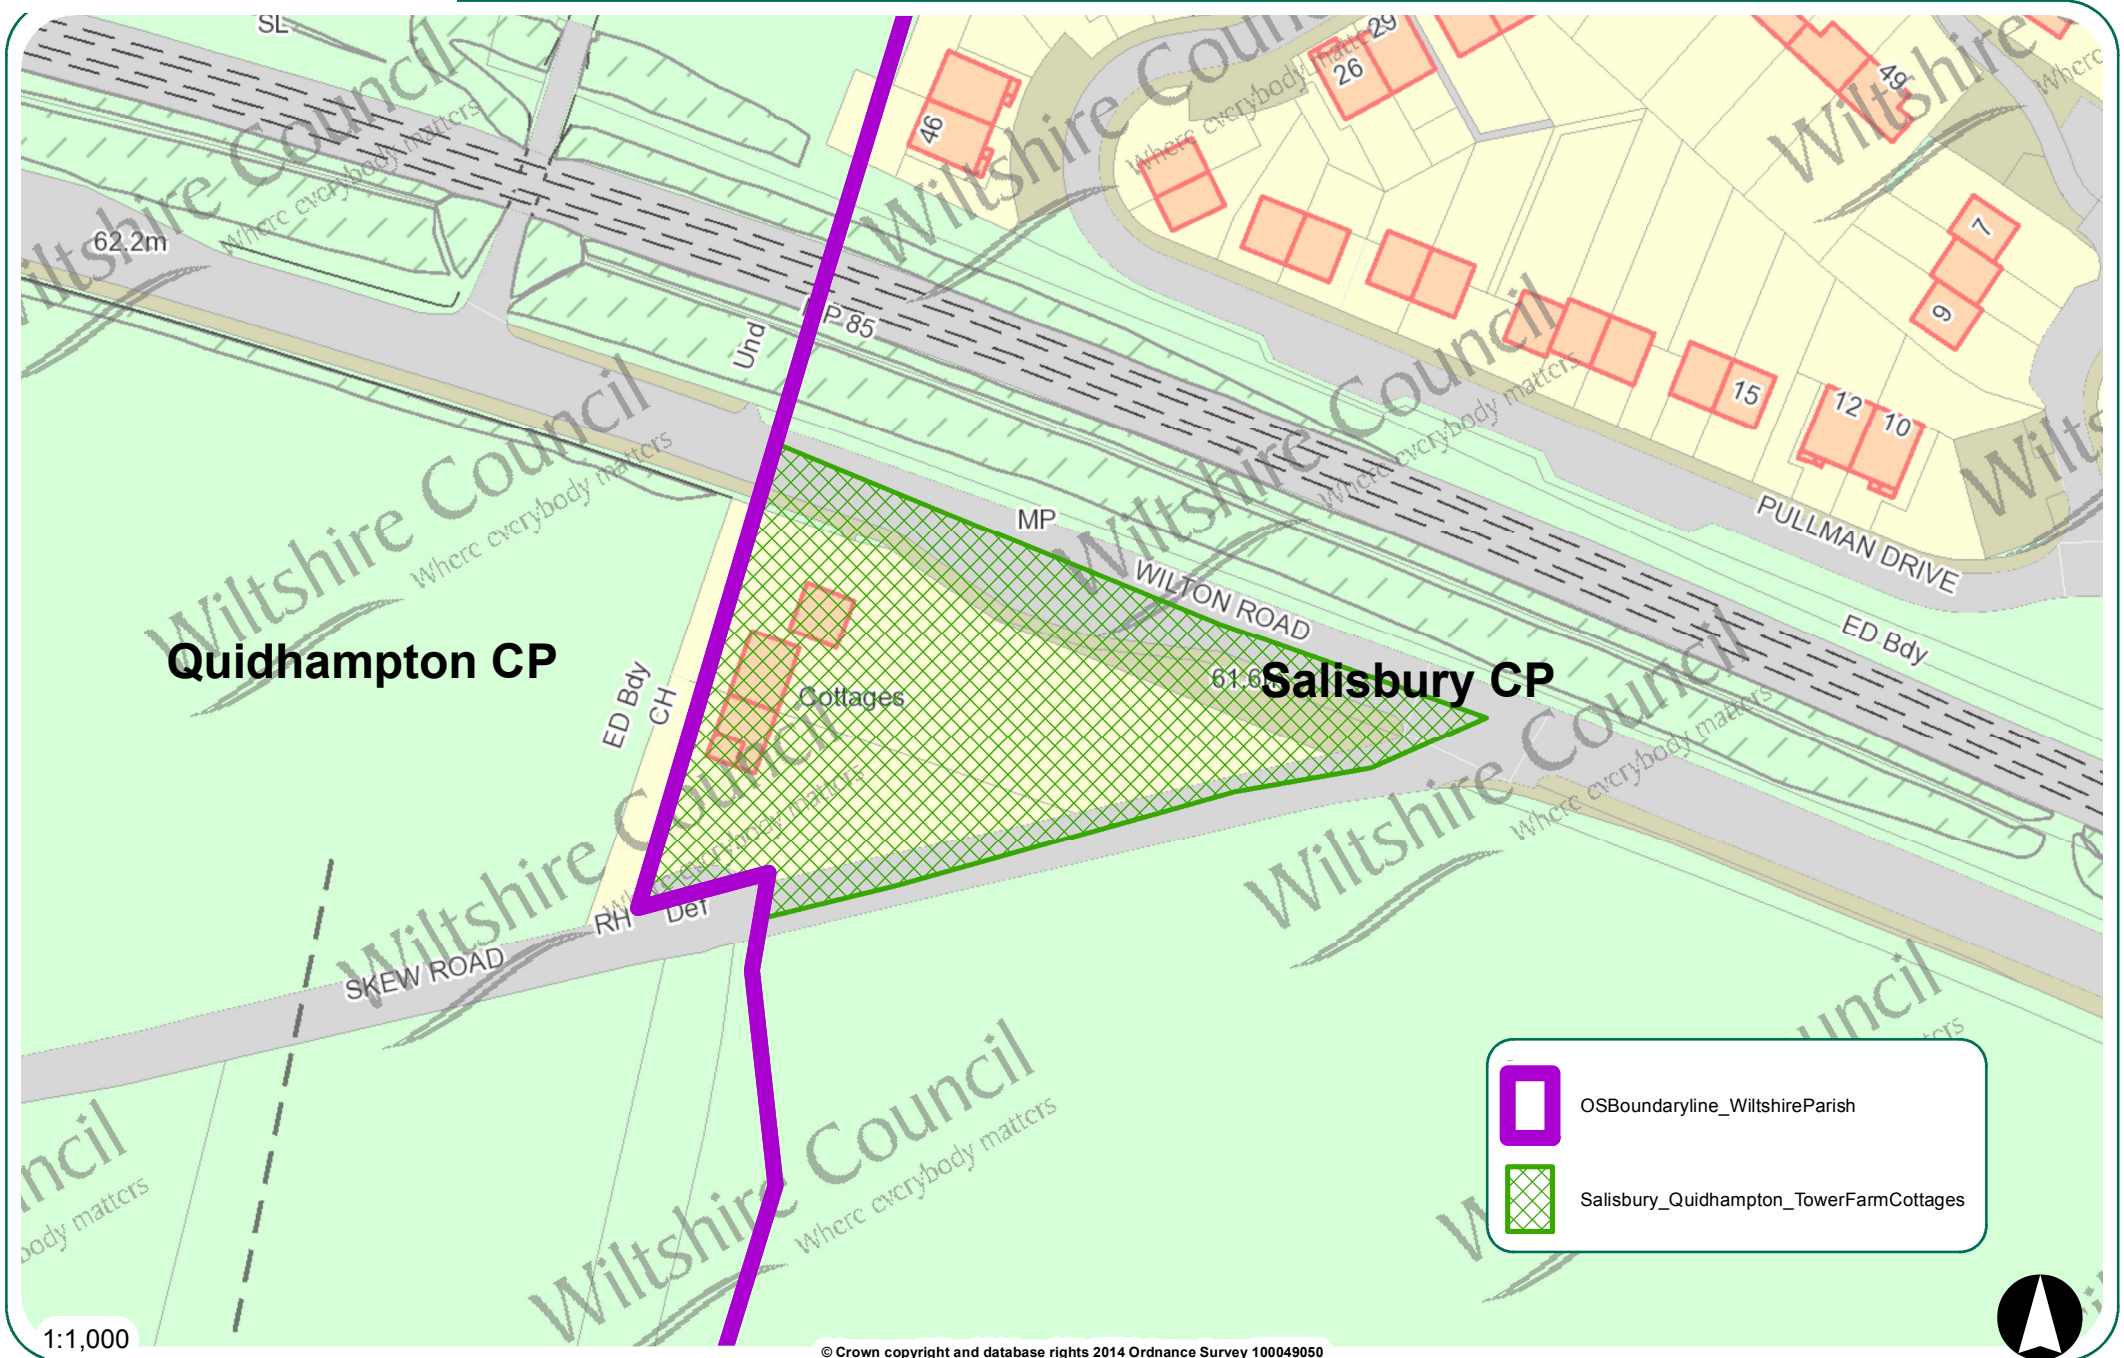 SL
29
26
49
46
62.2m
7
9
Und
MP 85
15
12
10
MP
PULLMAN DRIVE
WILTON ROAD
ED Bdy
Quidhampton CP
Salisbury CP
61.6m
ED Bdy
CH
Cottages
RH
Def
SKEW ROAD
Wiltshire Council
Where everybody matters
OSBoundaryline_WiltshireParish
Salisbury_Quidhampton_TowerFarmCottages
1:1,000
© Crown copyright and database rights 2014 Ordnance Survey 100049050